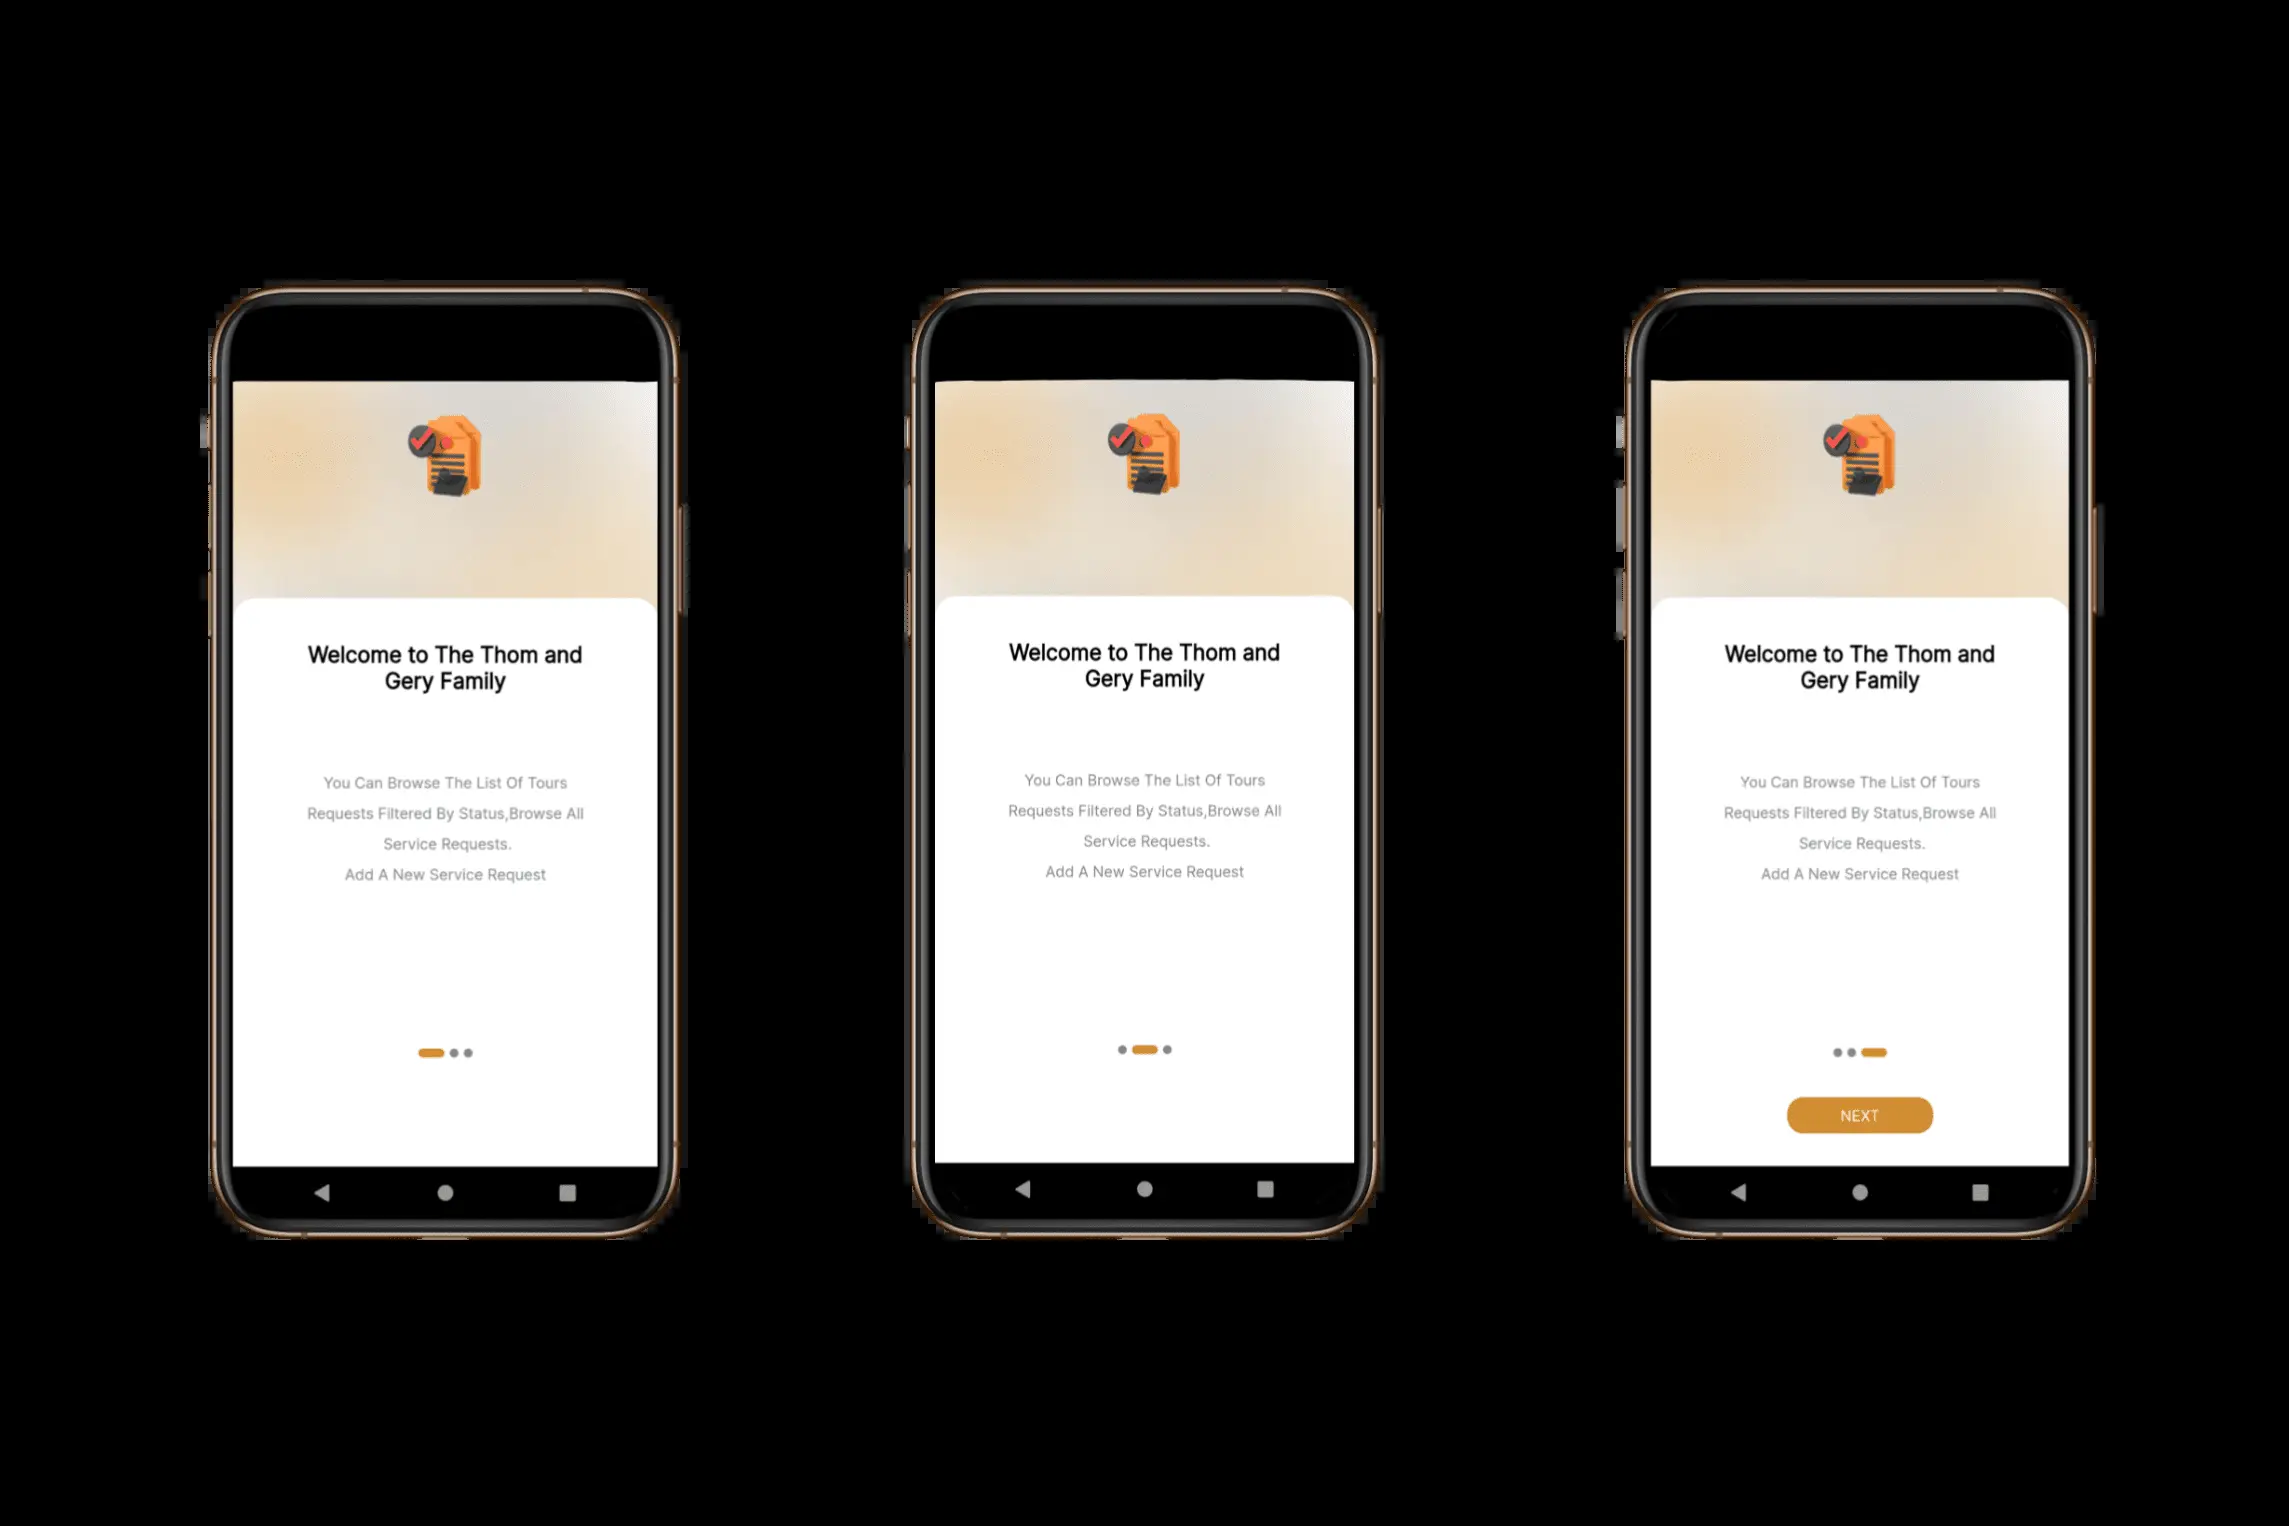 Welcome to The Thom and
Gery Family
You Can Browse The List Of Tours
Requests Filtered By Status,Browse All
Service Requests.
Add A New Service Request
Welcome to The Thom and
Gery Family
You Can Browse The List Of Tours
Requests Filtered By Status,Browse All
Service Requests.
Add A New Service Request
Welcome to The Thom and
Gery Family
You Can Browse The List Of Tours
Requests Filtered By Status,Browse All
Service Requests.
Add A New Service Request
NEXT